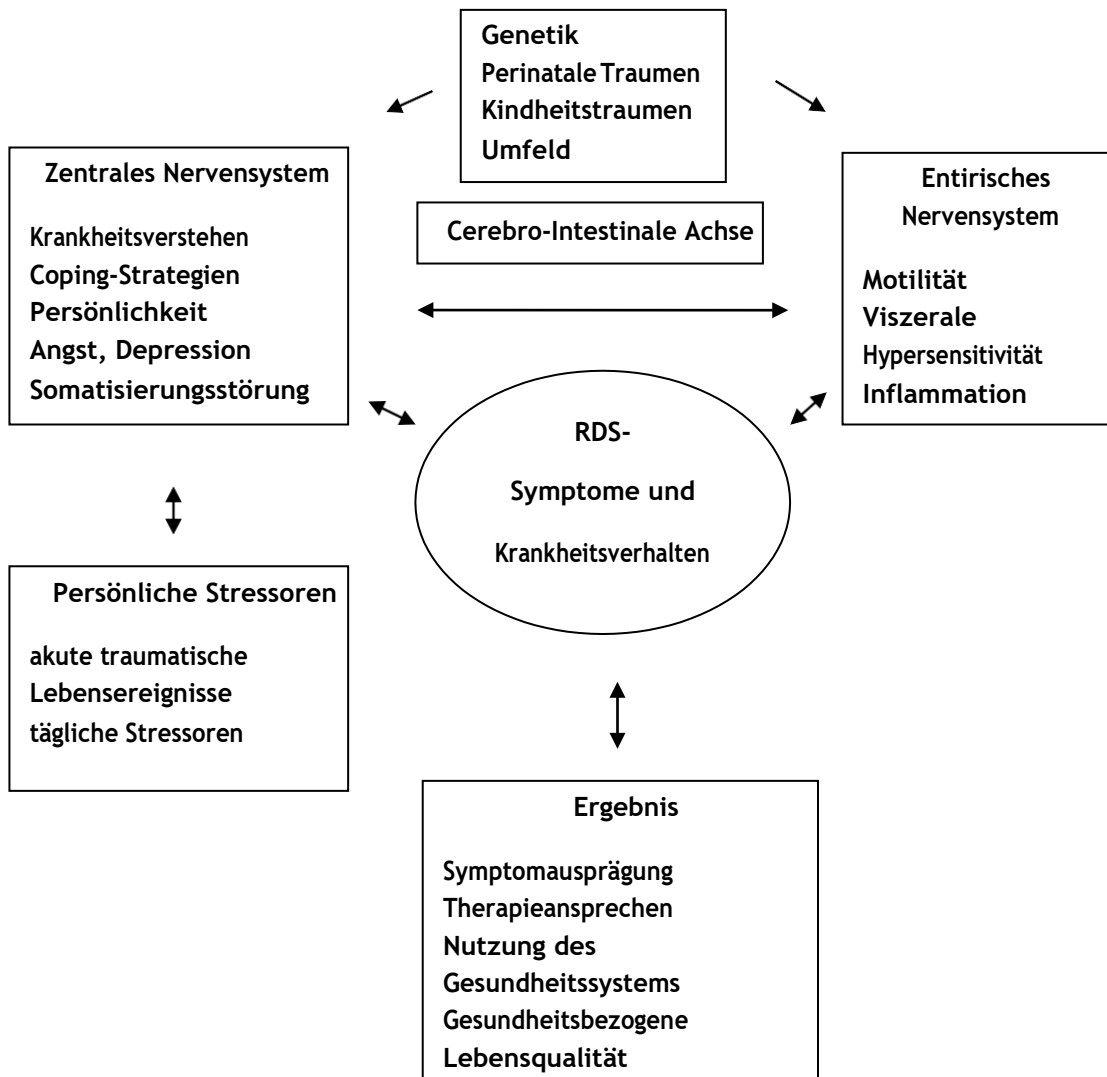 Genetik
Perinatale Traumen
Kindheitstraumen
Umfeld
Zentrales Nervensystem
Krankheitsverstehen
Coping-Strategien
Persönlichkeit
Angst, Depression
Somatisierungsstörung
Cerebro-Intestinale Achse
Entirisches
Nervensystem
Motilität
Viszerale
Hypersensitivität
Inflammation
RDS-
Symptome und
Krankheitsverhalten
Persönliche Stressoren
akute traumatische
Lebensereignisse
tägliche Stressoren
Ergebnis
Symptomausprägung
Therapieansprechen
Nutzung des
Gesundheitssystems
Gesundheitsbezogene
Lebensqualität